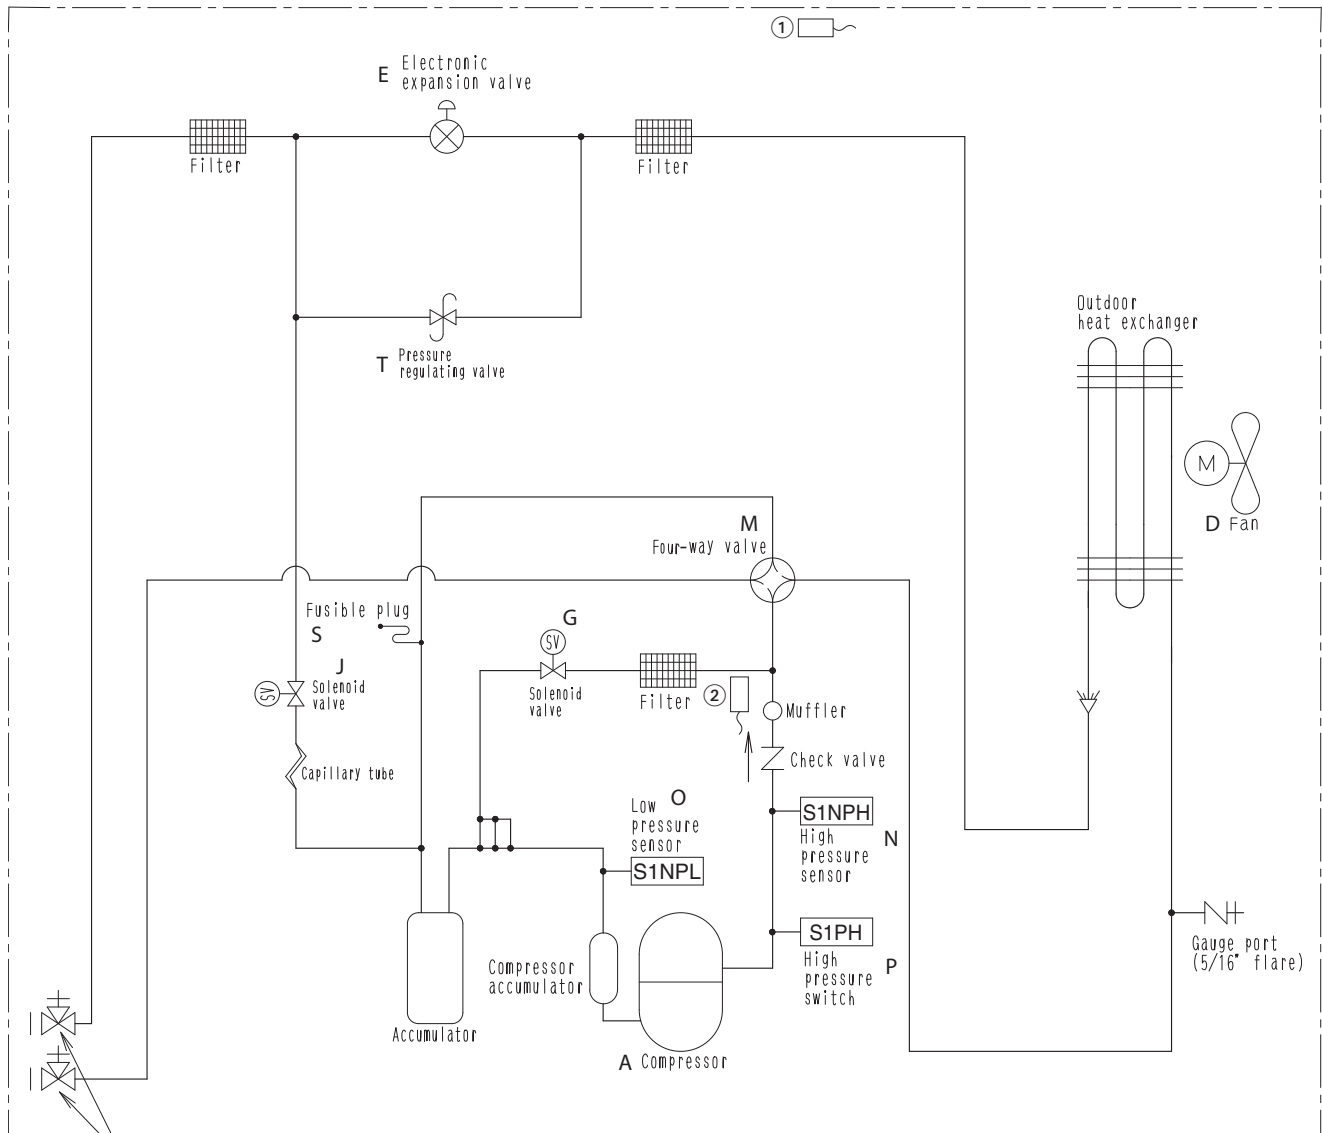 1
E Electronic
expansion valve
Filter
Filter
T Pressure
regulating valve
Outdoor
heat exchanger
M
D Fan
M
Four-way valve
Fusible plug
S
G
SV
J
Solenoid
valve
SV
Solenoid
valve
Filter
2
Muffler
Check valve
Capillary tube
O
Low
pressure
sensor
S1NPL
S1NPH
N
High
pressure
sensor
S1PH
P
High
pressure
switch
Gauge port
(5/16" flare)
Compressor
accumulator
Accumulator
A Compressor